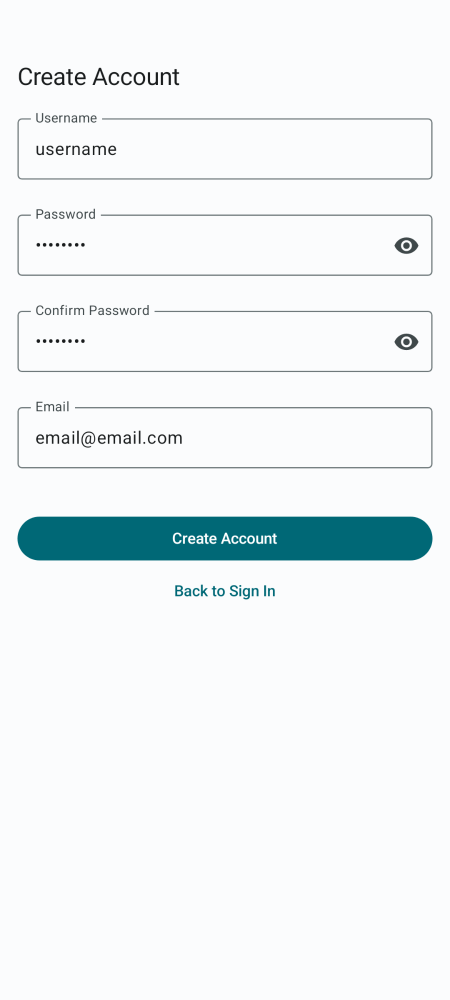 Create Account
Username
username
Password
••••••••
Confirm Password
••••••••
Email
email@email.com
Create Account
Back to Sign In